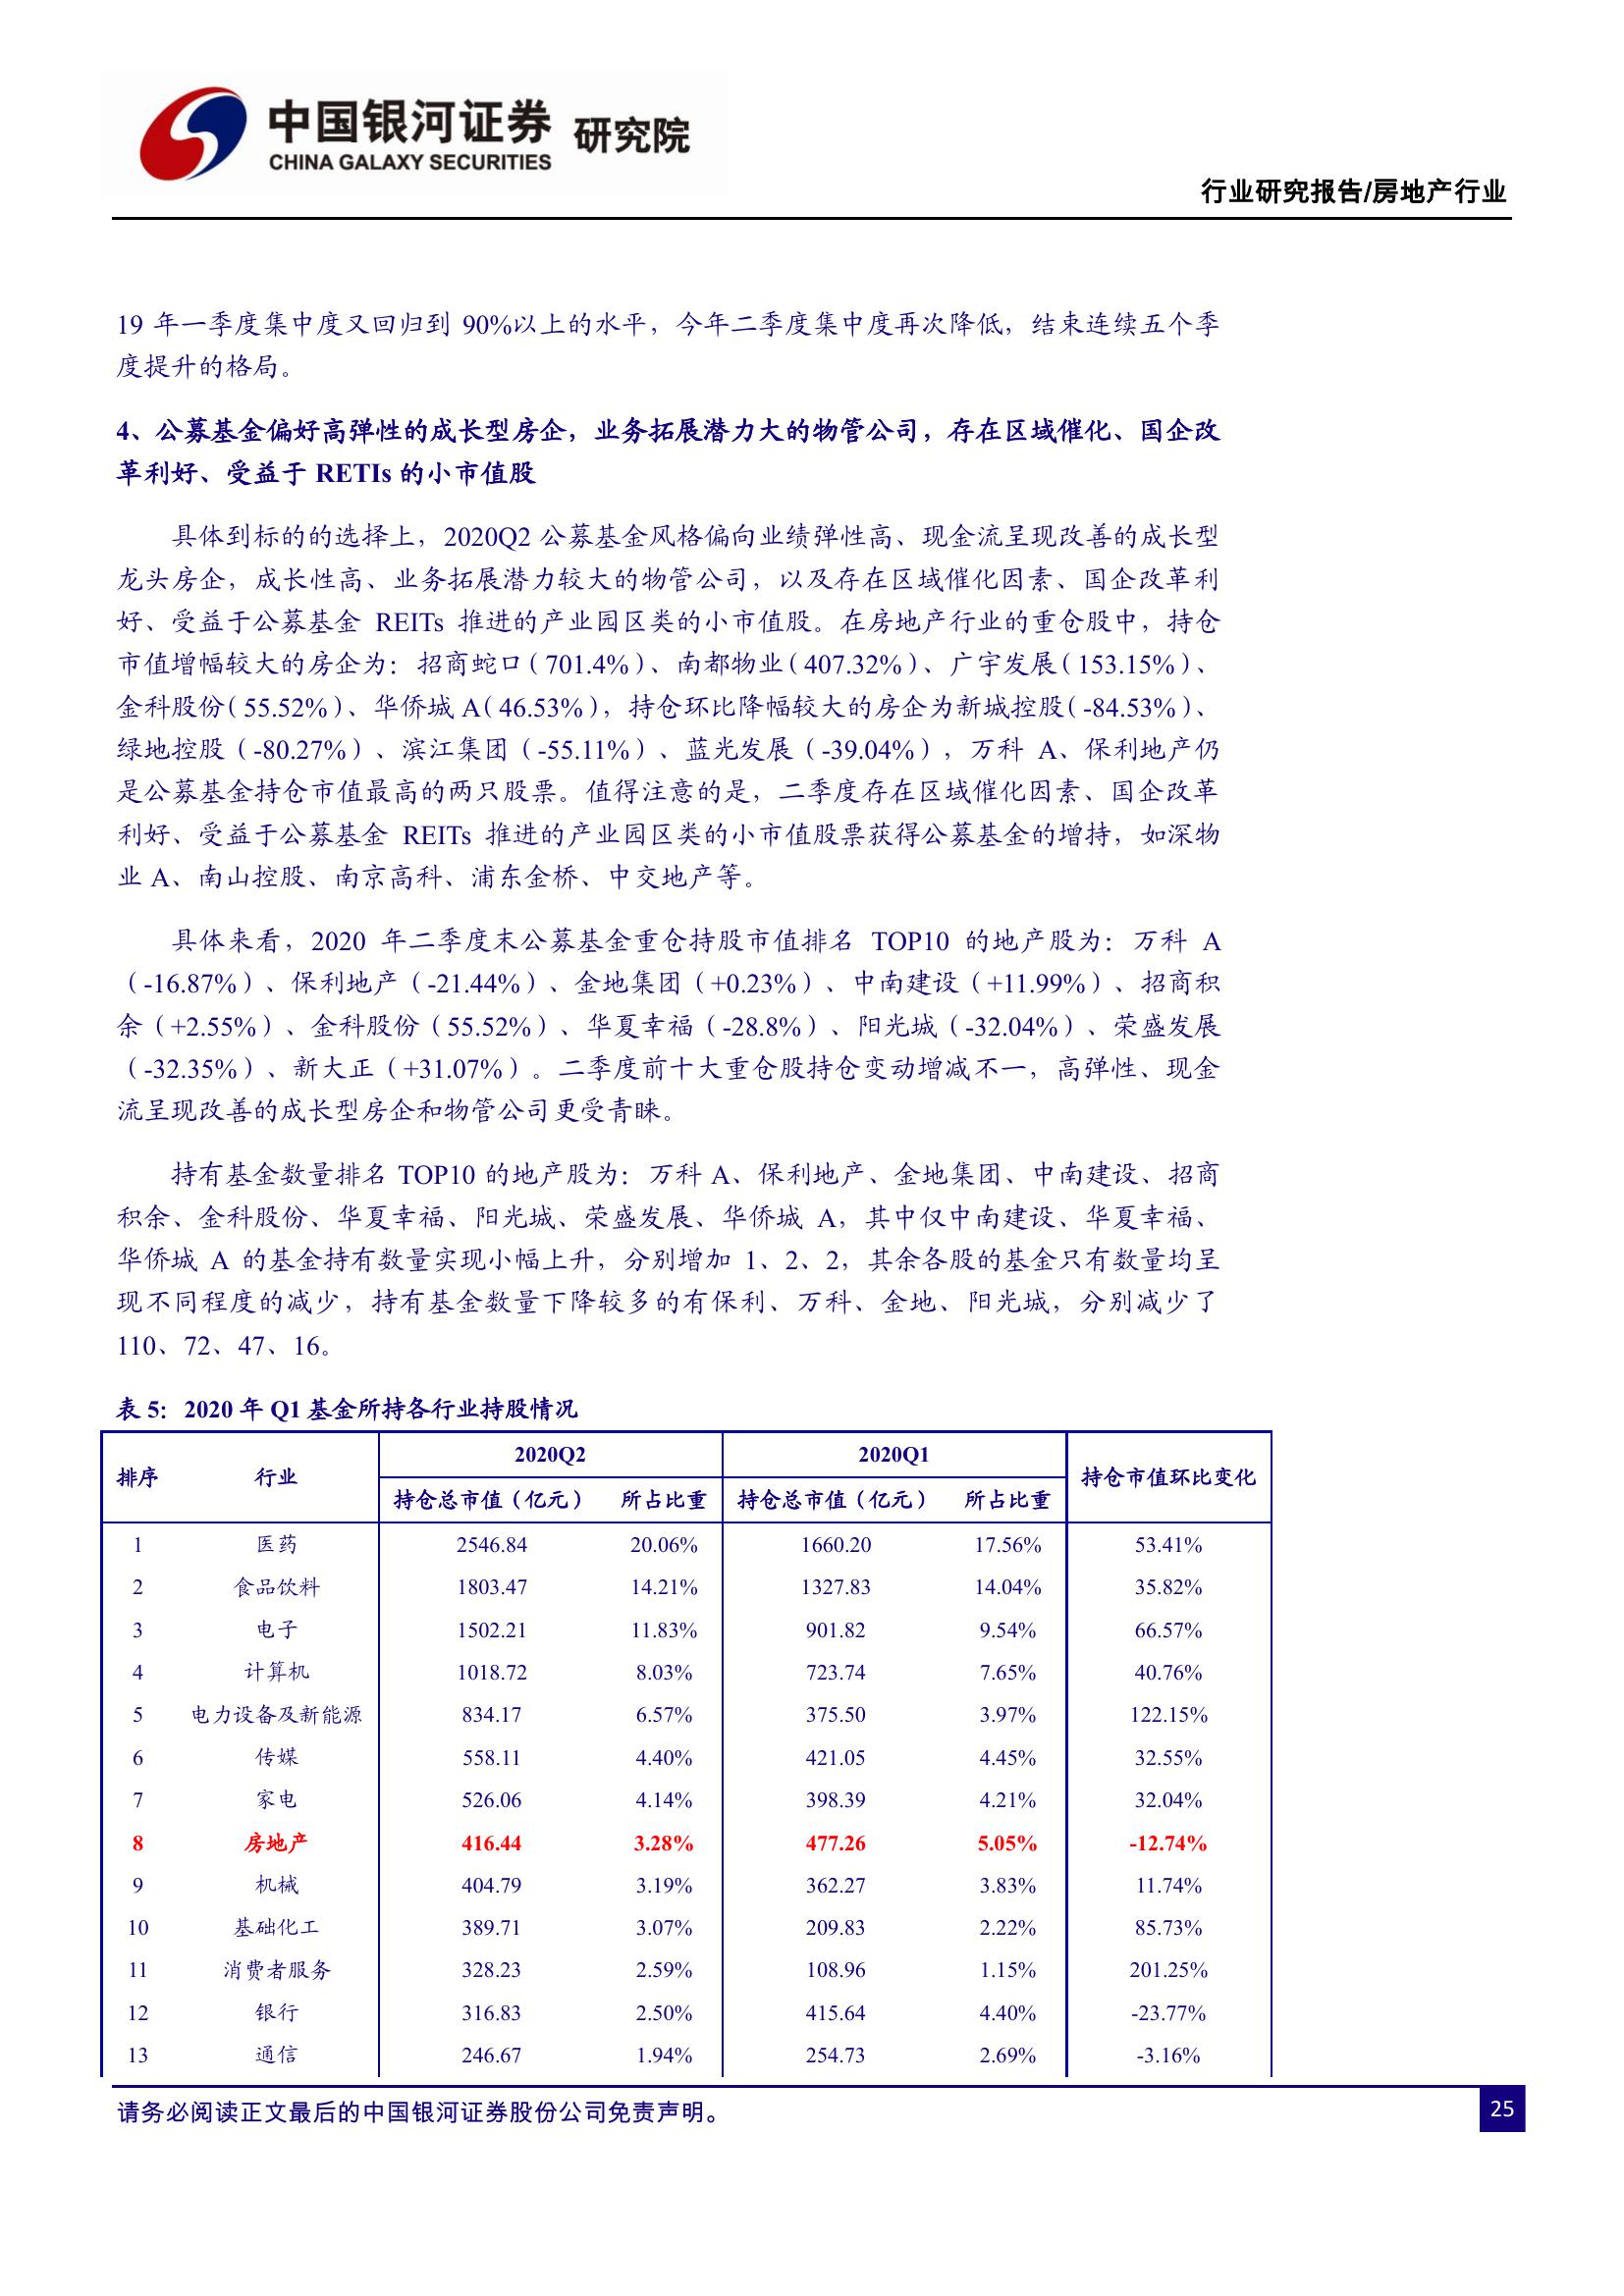 中国银河证券 研究院
CHINA GALAXY SECURITIES
行业研究报告/房地产行业
19 年一季度集中度又回归到 90%以上的水平，今年二季度集中度再次降低，结束连续五个季
度提升的格局。
4、公募基金偏好高弹性的成长型房企，业务拓展潜力大的物管公司，存在区域催化、国企改
革利好、受益于 RETIs 的小市值股
具体到标的的选择上，2020Q2 公募基金风格偏向业绩弹性高、现金流呈现改善的成长型
龙头房企，成长性高、业务拓展潜力较大的物管公司，以及存在区域催化因素、国企改革利
好、受益于公募基金 REITs 推进的产业园区类的小市值股。在房地产行业的重仓股中，持仓
市值增幅较大的房企为：招商蛇口（701.4%）、南都物业（407.32%）、广宇发展（153.15%）、
金科股份（55.52%）、华侨城 A（46.53%），持仓环比降幅较大的房企为新城控股（-84.53%）、
绿地控股（-80.27%）、滨江集团（-55.11%）、蓝光发展（-39.04%），万科 A、保利地产仍
是公募基金持仓市值最高的两只股票。值得注意的是，二季度存在区域催化因素、国企改革
利好、受益于公募基金 REITs 推进的产业园区类的小市值股票获得公募基金的增持，如深物
业 A、南山控股、南京高科、浦东金桥、中交地产等。
具体来看，2020 年二季度末公募基金重仓持股市值排名 TOP10 的地产股为：万科 A
（-16.87%）、保利地产（-21.44%）、金地集团（+0.23%）、中南建设（+11.99%）、招商积
余（+2.55%）、金科股份（55.52%）、华夏幸福（-28.8%）、阳光城（-32.04%）、荣盛发展
（-32.35%）、新大正（+31.07%）。二季度前十大重仓股持仓变动增减不一，高弹性、现金
流呈现改善的成长型房企和物管公司更受青睐。
持有基金数量排名 TOP10 的地产股为：万科 A、保利地产、金地集团、中南建设、招商
积余、金科股份、华夏幸福、阳光城、荣盛发展、华侨城 A，其中仅中南建设、华夏幸福、
华侨城 A 的基金持有数量实现小幅上升，分别增加 1、2、2，其余各股的基金只有数量均呈
现不同程度的减少，持有基金数量下降较多的有保利、万科、金地、阳光城，分别减少了
110、72、47、16。
表 5：2020 年 Q1 基金所持各行业持股情况
排序 行业 2020Q2 2020Q1 持仓市值环比变化
持仓总市值（亿元） 所占比重 持仓总市值（亿元） 所占比重
1 医药 2546.84 20.06% 1660.20 17.56% 53.41%
2 食品饮料 1803.47 14.21% 1327.83 14.04% 35.82%
3 电子 1502.21 11.83% 901.82 9.54% 66.57%
4 计算机 1018.72 8.03% 723.74 7.65% 40.76%
5 电力设备及新能源 834.17 6.57% 375.50 3.97% 122.15%
6 传媒 558.11 4.40% 421.05 4.45% 32.55%
7 家电 526.06 4.14% 398.39 4.21% 32.04%
8 房地产 416.44 3.28% 477.26 5.05% -12.74%
9 机械 404.79 3.19% 362.27 3.83% 11.74%
10 基础化工 389.71 3.07% 209.83 2.22% 85.73%
11 消费者服务 328.23 2.59% 108.96 1.15% 201.25%
12 银行 316.83 2.50% 415.64 4.40% -23.77%
13 通信 246.67 1.94% 254.73 2.69% -3.16%
请务必阅读正文最后的中国银河证券股份公司免责声明。
25